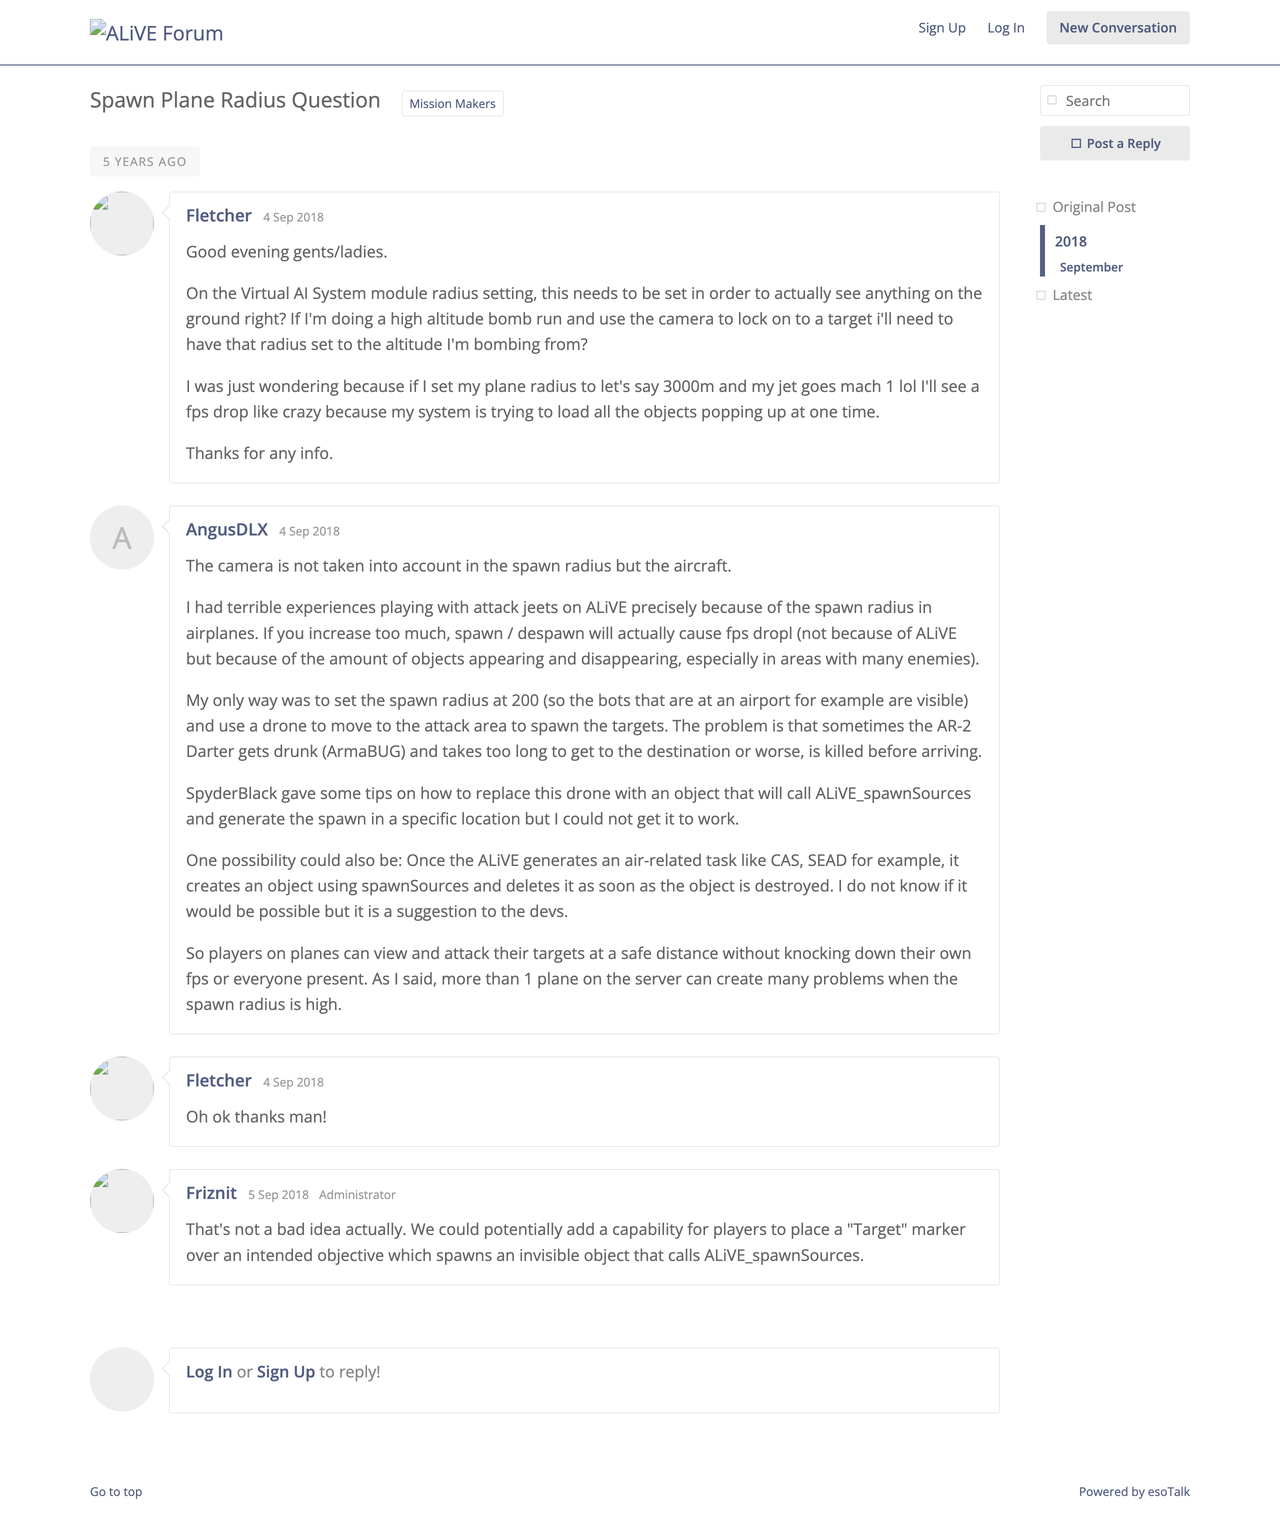 ALiVE Forum
Sign Up Log In New Conversation
Spawn Plane Radius Question Mission Makers
Search
Post a Reply
5 YEARS AGO
Original Post
2018
September
Latest
Fletcher 4 Sep 2018
Good evening gents/ladies.
On the Virtual AI System module radius setting, this needs to be set in order to actually see anything on the
ground right? If I'm doing a high altitude bomb run and use the camera to lock on to a target i'll need to
have that radius set to the altitude I'm bombing from?
I was just wondering because if I set my plane radius to let's say 3000m and my jet goes mach 1 lol I'll see a
fps drop like crazy because my system is trying to load all the objects popping up at one time.
Thanks for any info.
A
AngusDLX 4 Sep 2018
The camera is not taken into account in the spawn radius but the aircraft.
I had terrible experiences playing with attack jeets on ALiVE precisely because of the spawn radius in
airplanes. If you increase too much, spawn / despawn will actually cause fps dropl (not because of ALiVE
but because of the amount of objects appearing and disappearing, especially in areas with many enemies).
My only way was to set the spawn radius at 200 (so the bots that are at an airport for example are visible)
and use a drone to move to the attack area to spawn the targets. The problem is that sometimes the AR-2
Darter gets drunk (ArmaBUG) and takes too long to get to the destination or worse, is killed before arriving.
SpyderBlack gave some tips on how to replace this drone with an object that will call ALiVE_spawnSources
and generate the spawn in a specific location but I could not get it to work.
One possibility could also be: Once the ALiVE generates an air-related task like CAS, SEAD for example, it
creates an object using spawnSources and deletes it as soon as the object is destroyed. I do not know if it
would be possible but it is a suggestion to the devs.
So players on planes can view and attack their targets at a safe distance without knocking down their own
fps or everyone present. As I said, more than 1 plane on the server can create many problems when the
spawn radius is high.
Fletcher 4 Sep 2018
Oh ok thanks man!
Friznit 5 Sep 2018 Administrator
That's not a bad idea actually. We could potentially add a capability for players to place a "Target" marker
over an intended objective which spawns an invisible object that calls ALiVE_spawnSources.
Log In or Sign Up to reply!
Go to top
Powered by esoTalk